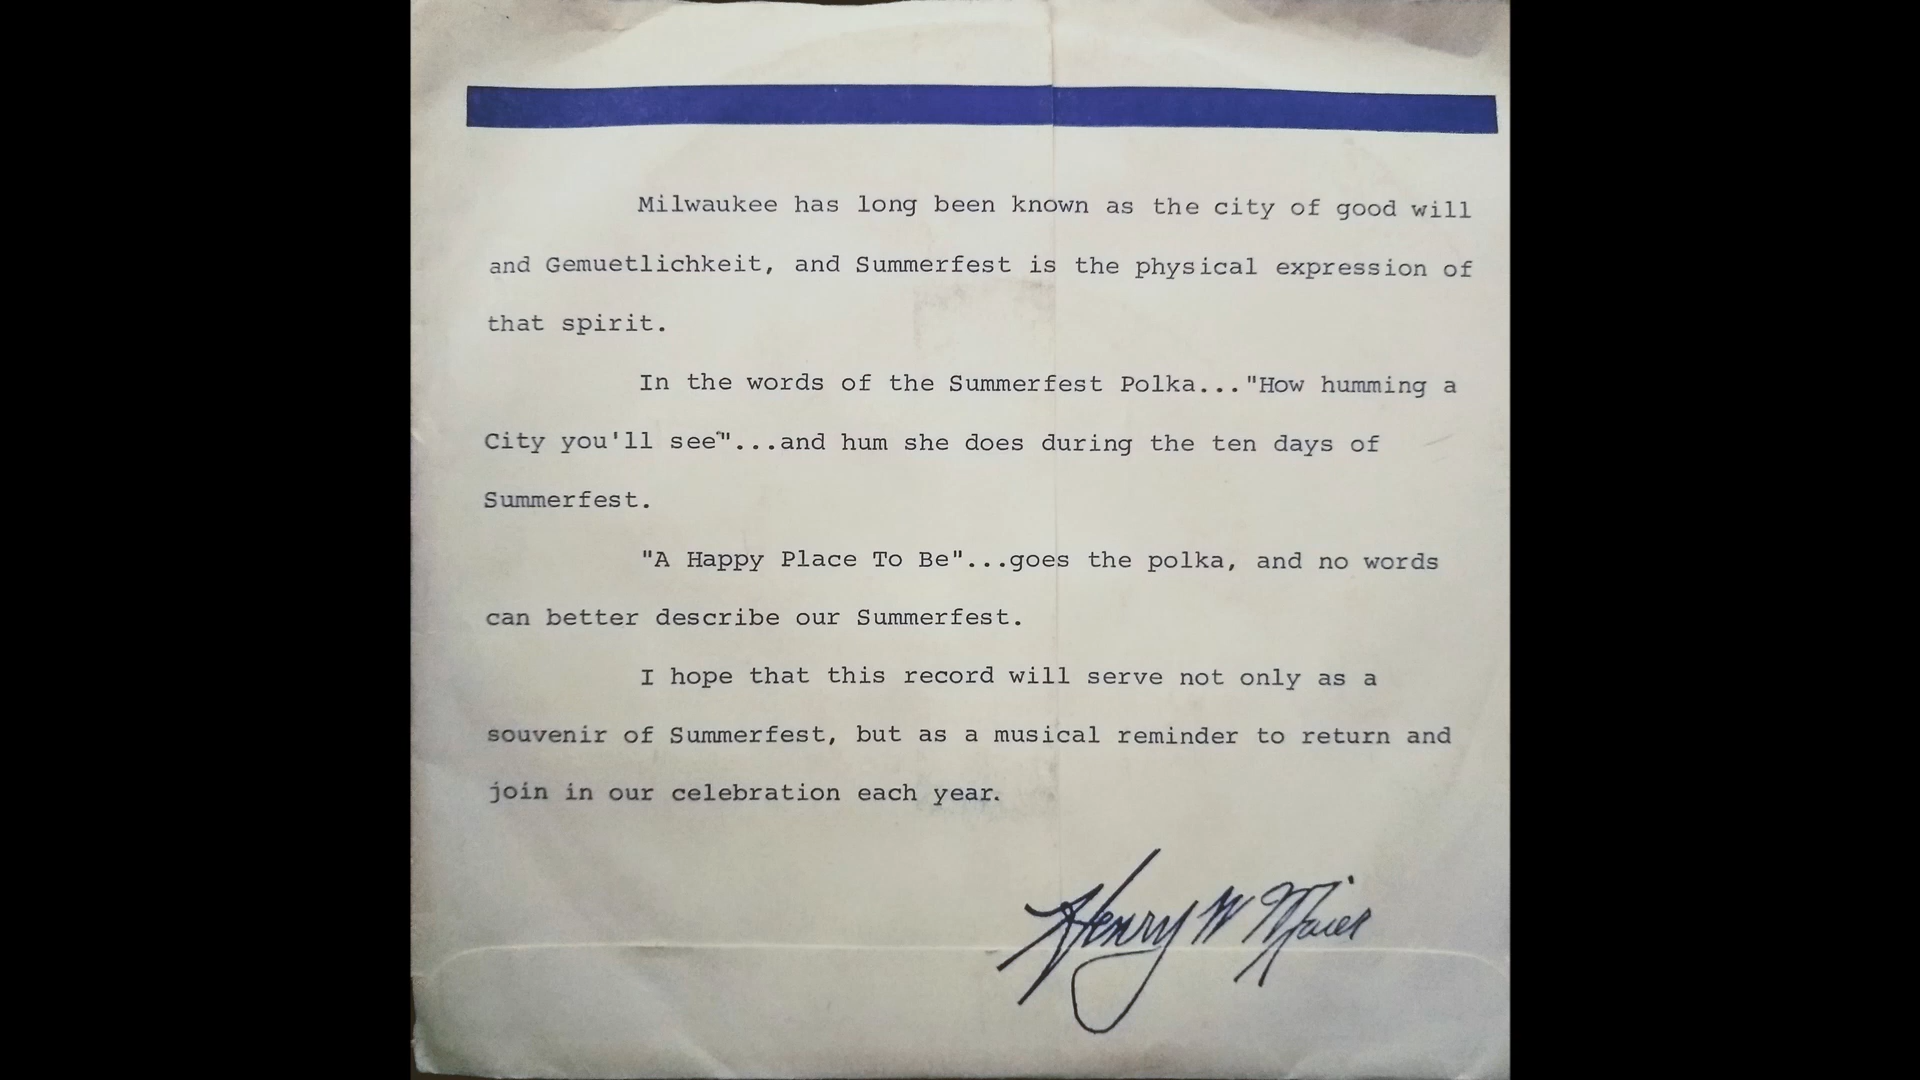 Milwaukee has long been known as the city of good will
and Gemuetlichkeit, and Summerfest is the physical expression of
that spirit.
In the words of the Summerfest Polka..."How humming a
City you'll see"...and hum she does during the ten days of
Summerfest.
"A Happy Place To Be"...goes the polka, and no words
can better describe our Summerfest.
I hope that this record will serve not only as a
souvenir of Summerfest, but as a musical reminder to return and
join in our celebration each year.
Henry W Maier